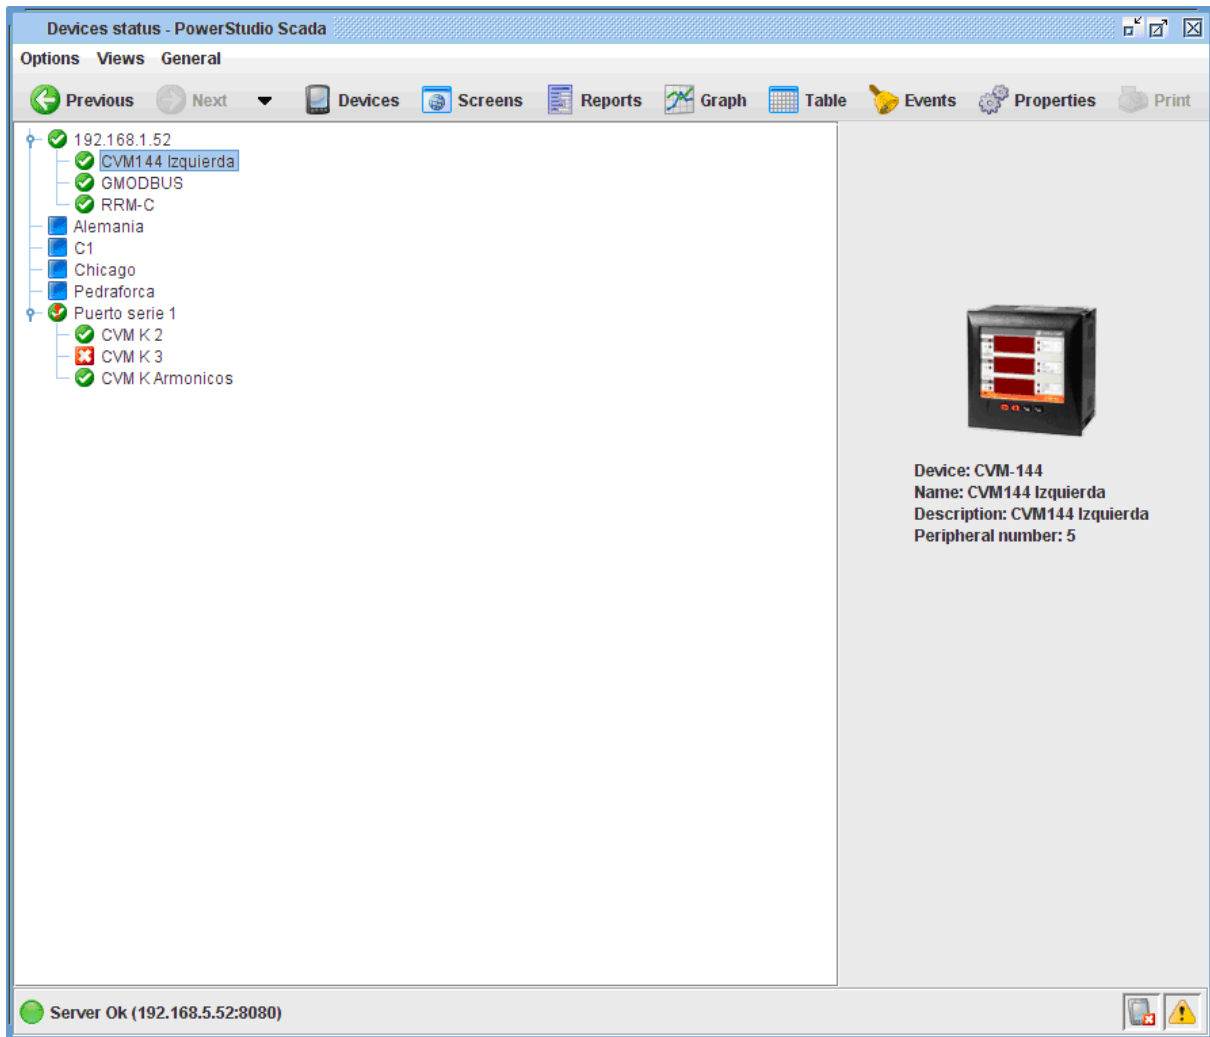 Devices status - PowerStudio Scada
Options Views General
Previous Next Devices Screens Reports Graph Table Events Properties Print
192.168.1.52
CVM144 Izquierda
GMODBUS
RRM-C
Alemania
C1
Chicago
Pedraforca
Puerto serie 1
CVM K 2
CVM K 3
CVM K Armonicos
Device: CVM-144
Name: CVM144 Izquierda
Description: CVM144 Izquierda
Peripheral number: 5
Server Ok (192.168.5.52:8080)